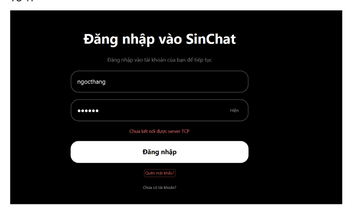 Đăng nhập vào SinChat
Đăng nhập vào tài khoản của bạn để tiếp tục
ngocthang
••••••
Hiện
Chưa kết nối được server TCP
Đăng nhập
Quên mật khẩu?
Chưa có tài khoản?